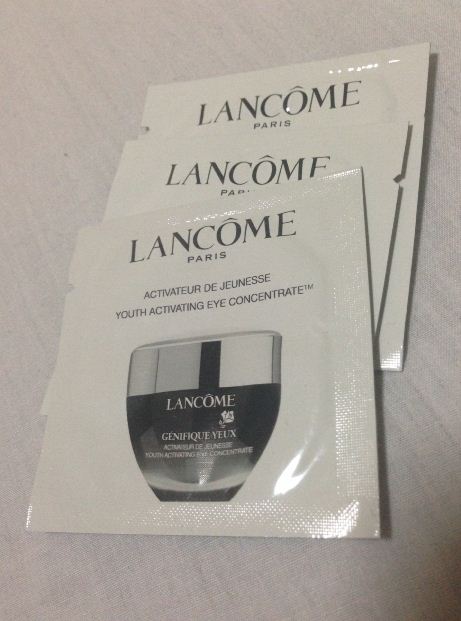 LANCÔME
PARIS
LANCÔME
PARIS
LANCÔME
PARIS
ACTIVATEUR DE JEUNESSE
YOUTH ACTIVATING EYE CONCENTRATE™
LANCÔME
GÉNIFIQUE YEUX
ACTIVATEUR DE JEUNESSE
YOUTH ACTIVATING EYE CONCENTRATE